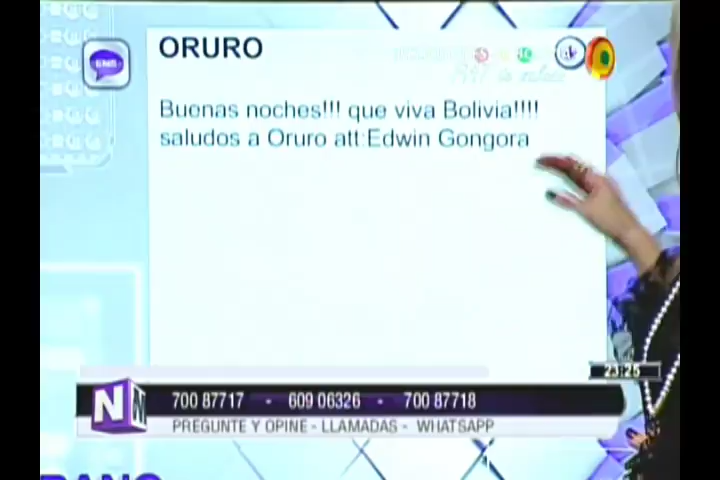 ORURO
SMS
Buenas noches!!! que viva Bolivia!!!!
saludos a Oruro att:Edwin Gongora
23:25
N
700 87717 - 609 06326 - 700 87718
PREGUNTE Y OPINE - LLAMADAS - WHATSAPP